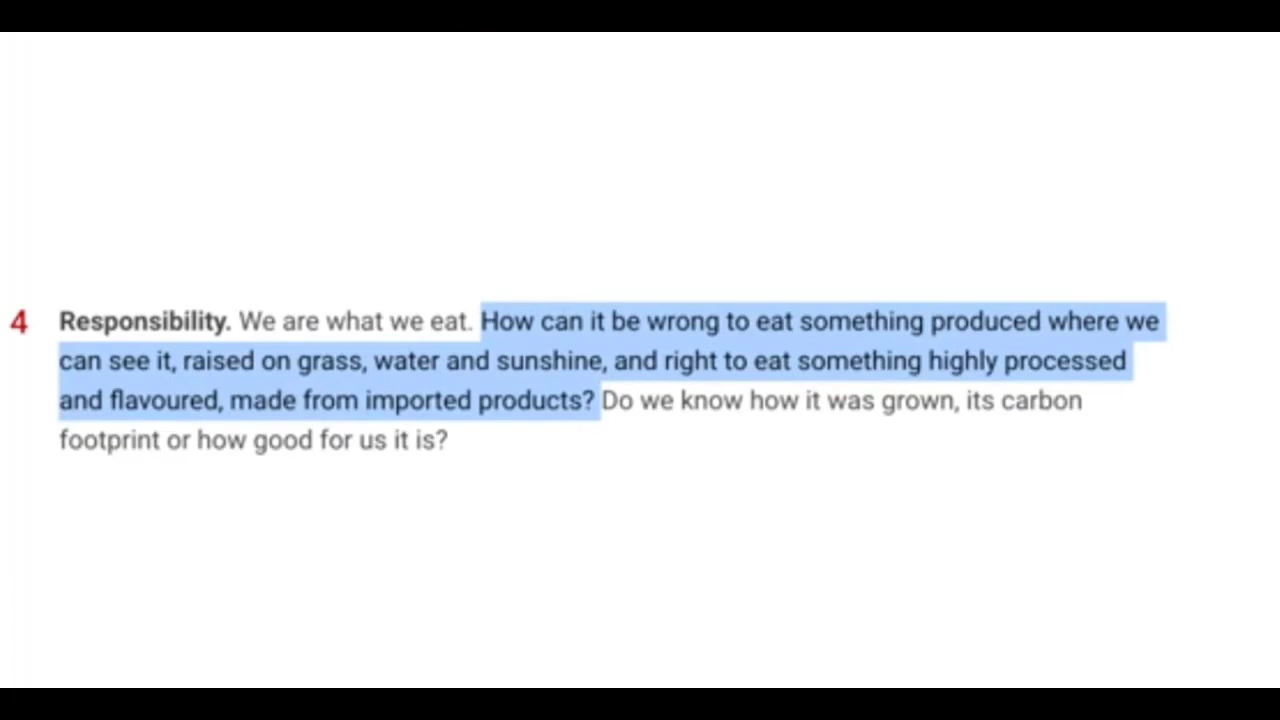 4 Responsibility. We are what we eat. How can it be wrong to eat something produced where we
can see it, raised on grass, water and sunshine, and right to eat something highly processed
and flavoured, made from imported products? Do we know how it was grown, its carbon
footprint or how good for us it is?